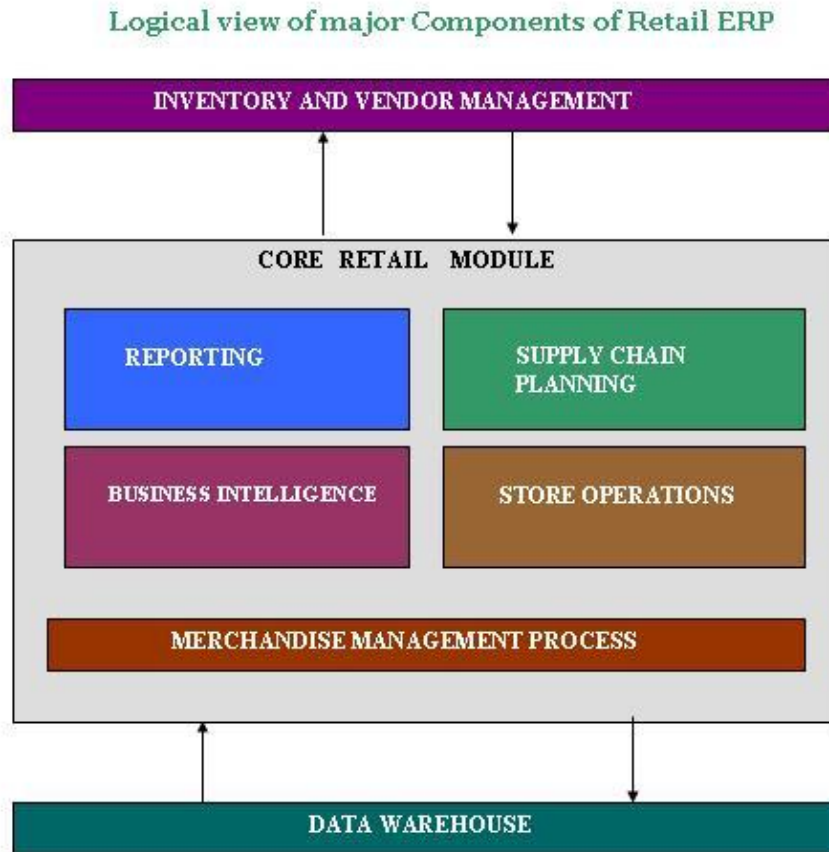 Logical view of major Components of Retail ERP
INVENTORY AND VENDOR MANAGEMENT
CORE RETAIL MODULE
REPORTING
SUPPLY CHAIN
PLANNING
BUSINESS INTELLIGENCE
STORE OPERATIONS
MERCHANDISE MANAGEMENT PROCESS
DATA WAREHOUSE